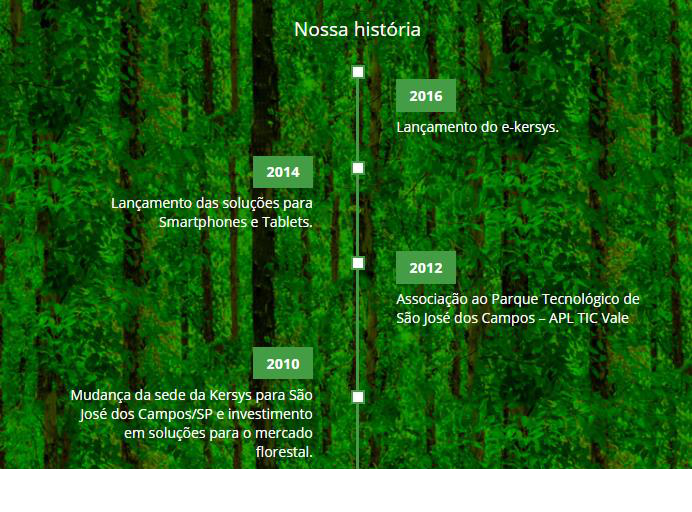 Nossa história
2016
Lançamento do e-kersys.
2014
Lançamento das soluções para
Smartphones e Tablets.
2012
Associação ao Parque Tecnológico de
São José dos Campos – APL TIC Vale
2010
Mudança da sede da Kersys para São
José dos Campos/SP e investimento
em soluções para o mercado
florestal.